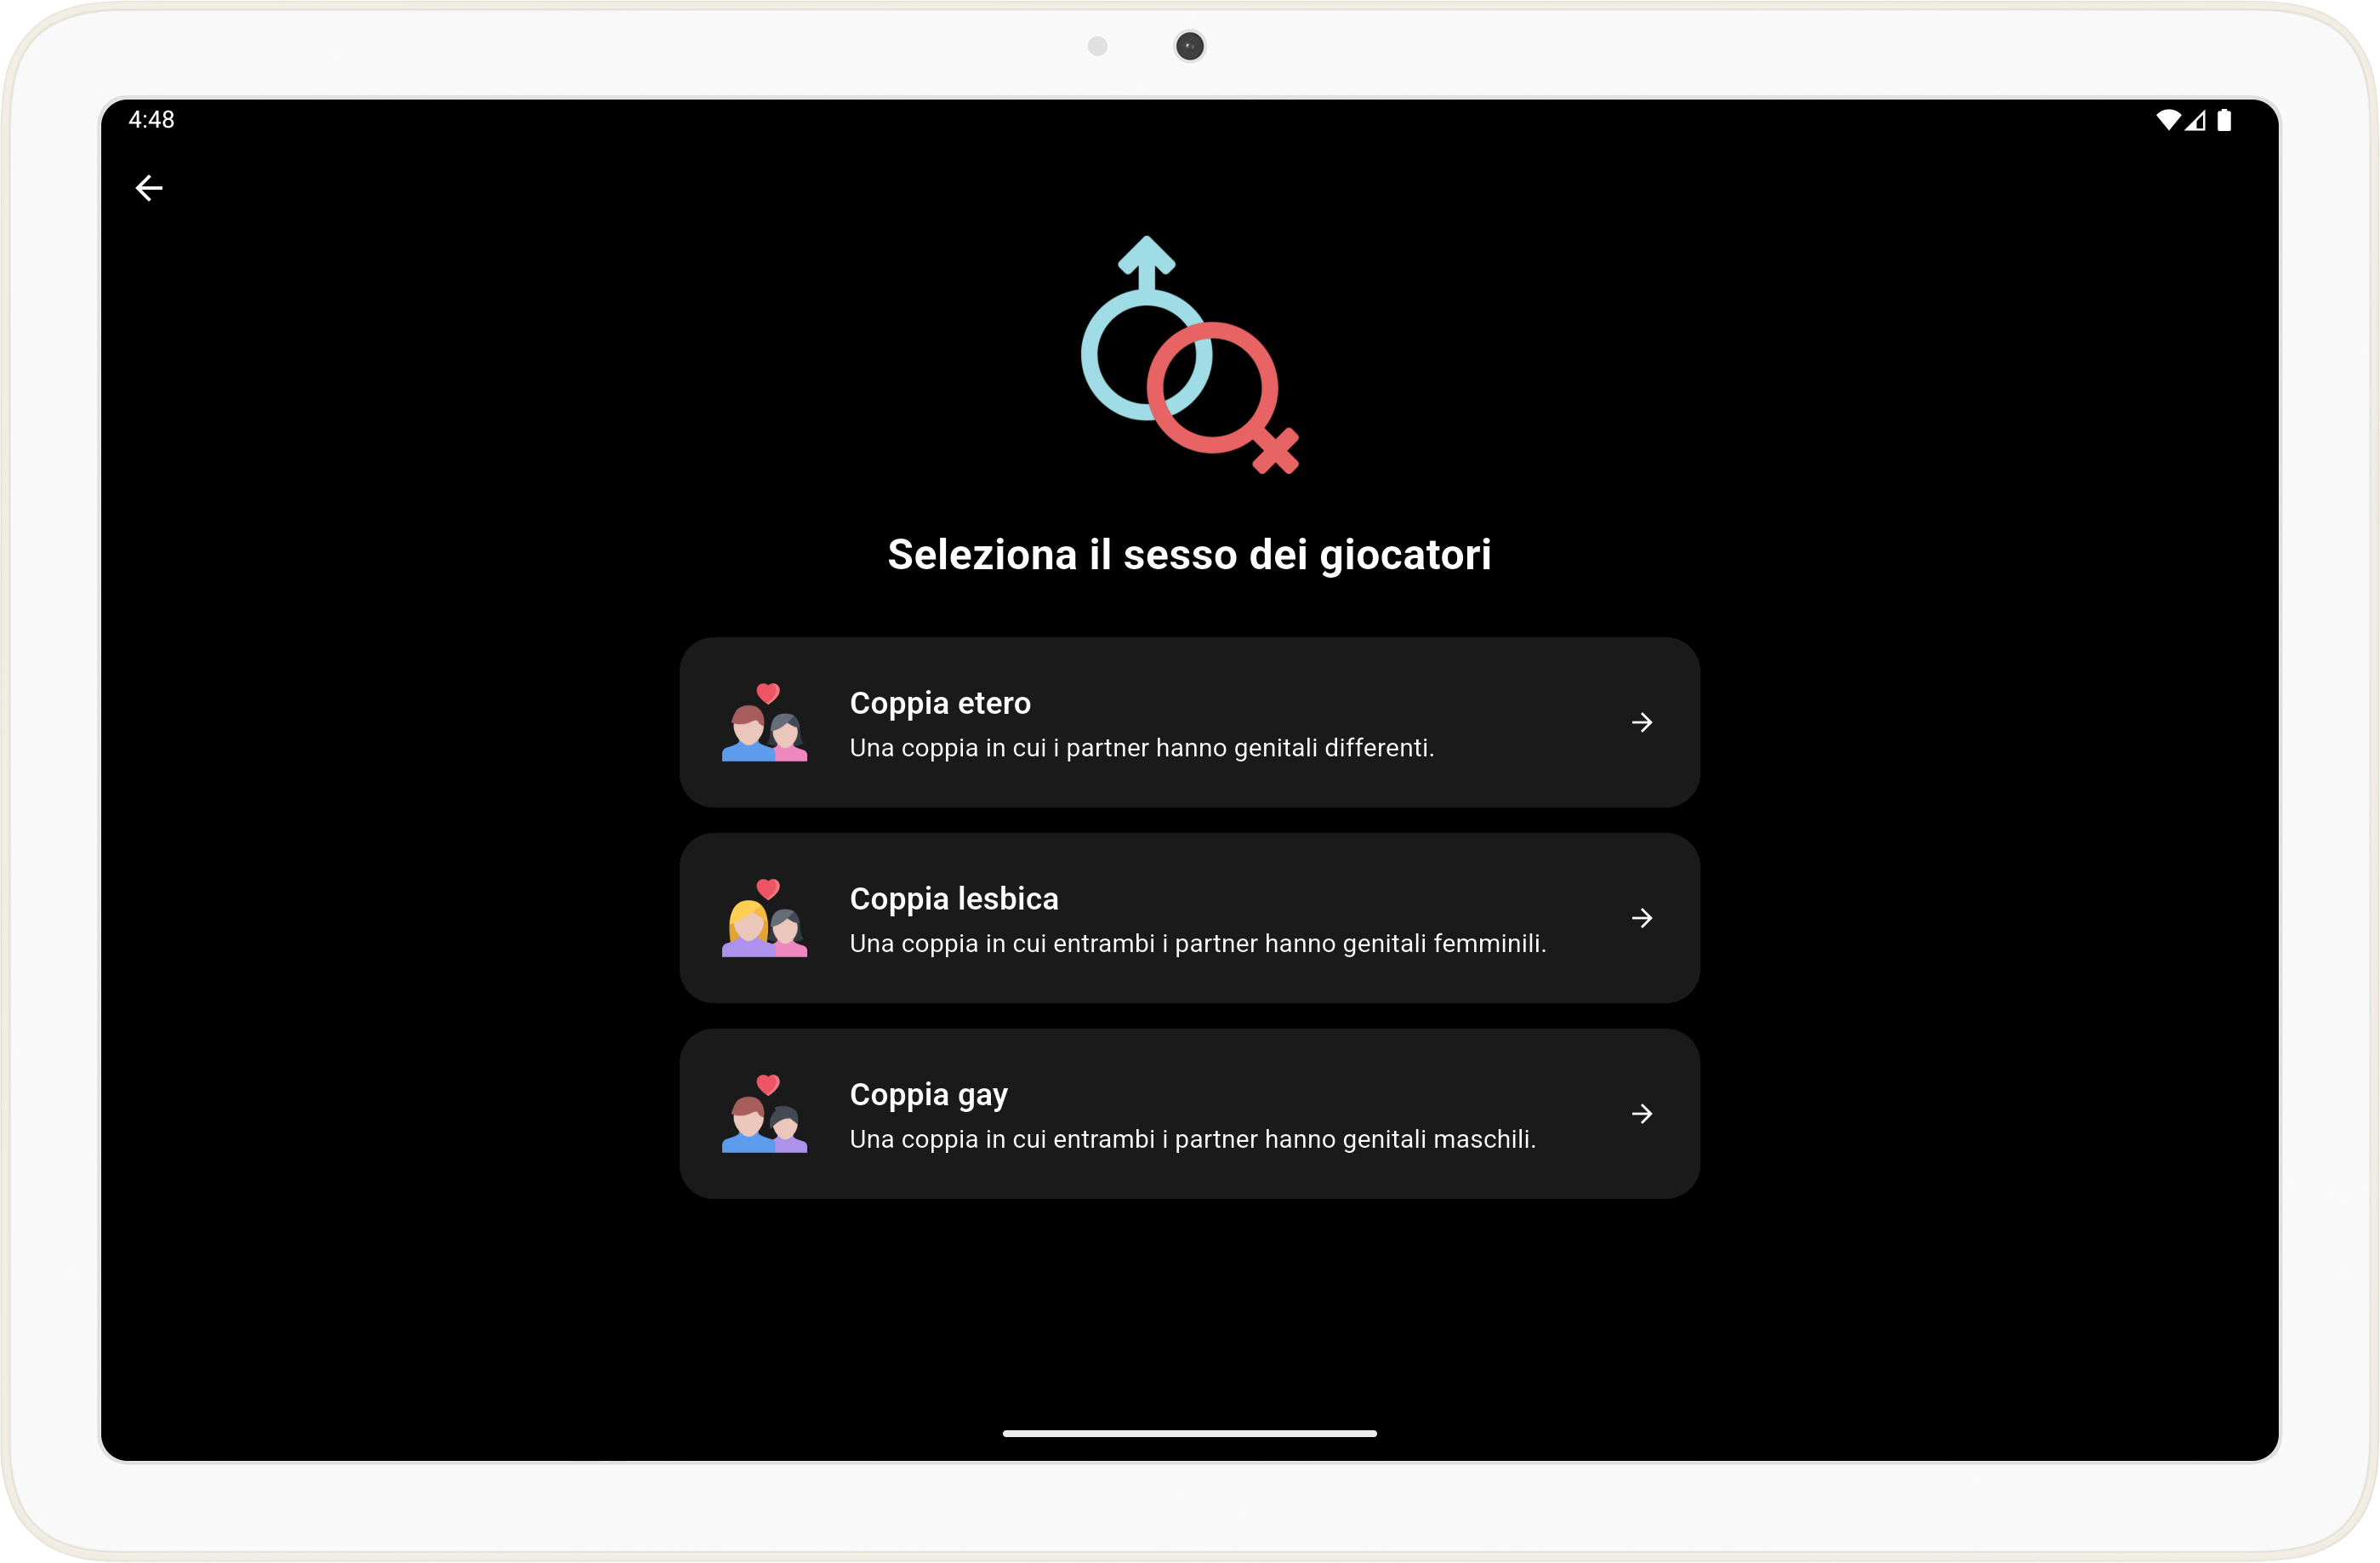 4:48
Seleziona il sesso dei giocatori
Coppia etero
Una coppia in cui i partner hanno genitali differenti.
Coppia lesbica
Una coppia in cui entrambi i partner hanno genitali femminili.
Coppia gay
Una coppia in cui entrambi i partner hanno genitali maschili.